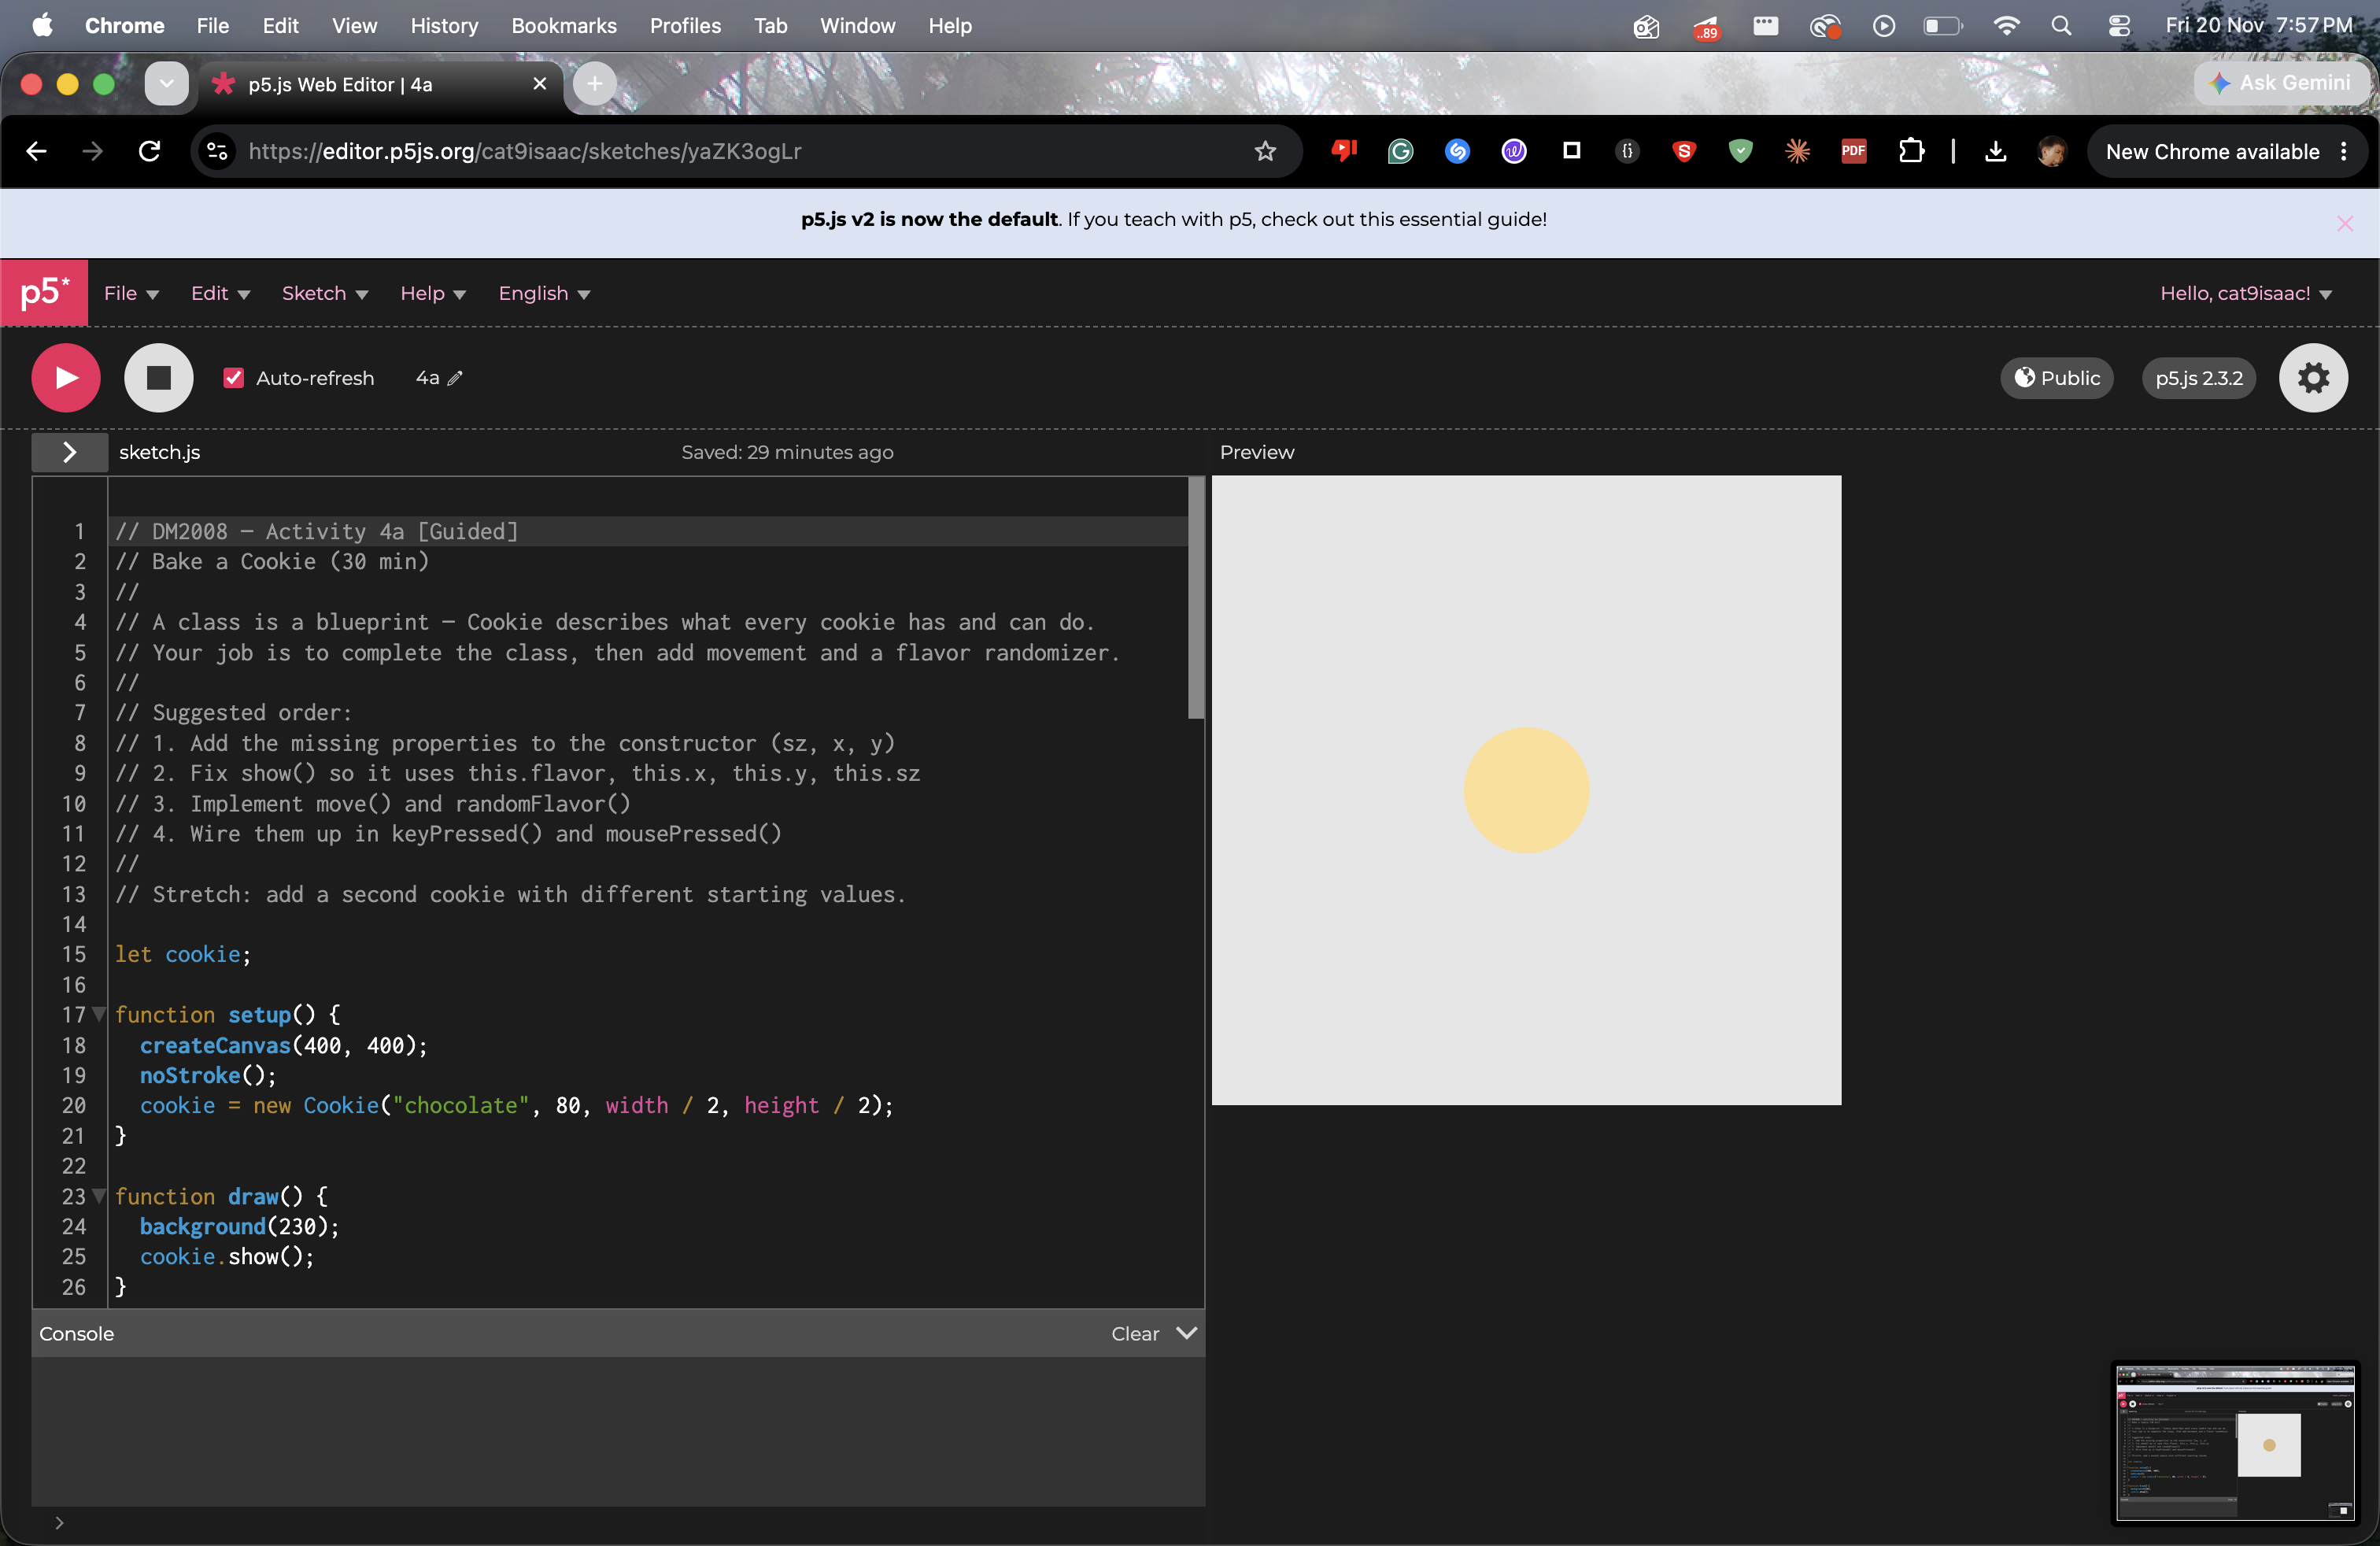 Chrome File Edit View History Bookmarks Profiles Tab Window Help ..89 Fri 20 Nov 7:57 PM
p5.js Web Editor | 4a Ask Gemini
https://editor.p5js.org/cat9isaac/sketches/yaZK3ogLr PDF New Chrome available
p5.js v2 is now the default. If you teach with p5, check out this essential guide!
p5* File Edit Sketch Help English Hello, cat9isaac!
Auto-refresh 4a Public p5.js 2.3.2
sketch.js Saved: 29 minutes ago Preview
1 // DM2008 — Activity 4a [Guided]
2 // Bake a Cookie (30 min)
3 //
4 // A class is a blueprint — Cookie describes what every cookie has and can do.
5 // Your job is to complete the class, then add movement and a flavor randomizer.
6 //
7 // Suggested order:
8 // 1. Add the missing properties to the constructor (sz, x, y)
9 // 2. Fix show() so it uses this.flavor, this.x, this.y, this.sz
10 // 3. Implement move() and randomFlavor()
11 // 4. Wire them up in keyPressed() and mousePressed()
12 //
13 // Stretch: add a second cookie with different starting values.
14
15 let cookie;
16
17 function setup() {
18 createCanvas(400, 400);
19 noStroke();
20 cookie = new Cookie("chocolate", 80, width / 2, height / 2);
21 }
22
23 function draw() {
24 background(230);
25 cookie.show();
26 }
Console Clear